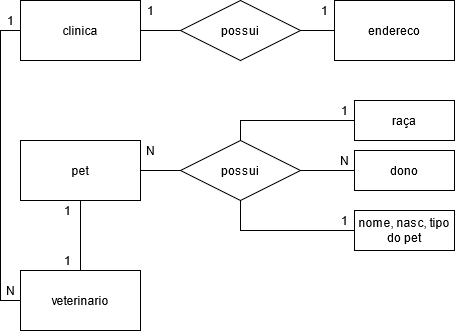 1
clinica
1
possui
1
endereco
pet
N
possui
1
raça
N
dono
1
nome, nasc, tipo
do pet
1
1
N
veterinario